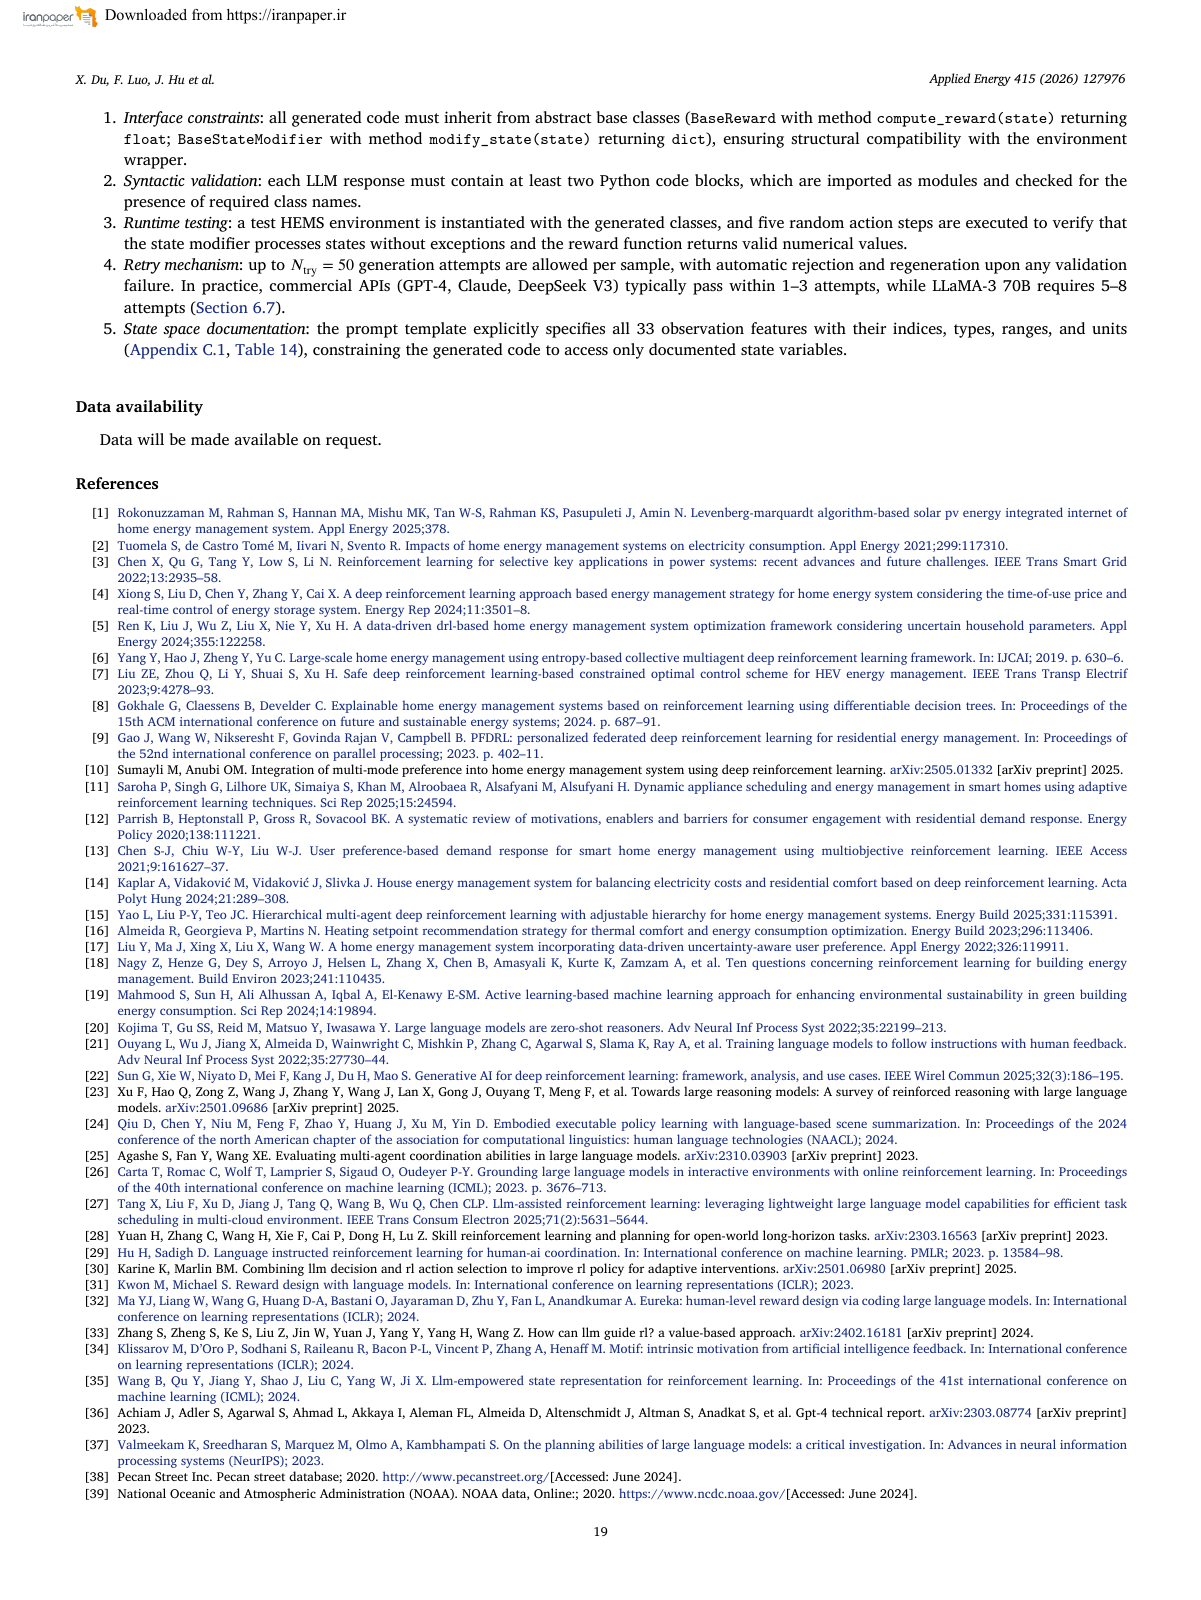 iranpaper Downloaded from https://iranpaper.ir
X. Du, F. Luo, J. Hu et al.
Applied Energy 415 (2026) 127976
1. Interface constraints: all generated code must inherit from abstract base classes (BaseReward with method compute_reward(state) returning
float; BaseStateModifier with method modify_state(state) returning dict), ensuring structural compatibility with the environment
wrapper.
2. Syntactic validation: each LLM response must contain at least two Python code blocks, which are imported as modules and checked for the
presence of required class names.
3. Runtime testing: a test HEMS environment is instantiated with the generated classes, and five random action steps are executed to verify that
the state modifier processes states without exceptions and the reward function returns valid numerical values.
4. Retry mechanism: up to N_try = 50 generation attempts are allowed per sample, with automatic rejection and regeneration upon any validation
failure. In practice, commercial APIs (GPT-4, Claude, DeepSeek V3) typically pass within 1–3 attempts, while LLaMA-3 70B requires 5–8
attempts (Section 6.7).
5. State space documentation: the prompt template explicitly specifies all 33 observation features with their indices, types, ranges, and units
(Appendix C.1, Table 14), constraining the generated code to access only documented state variables.
Data availability
Data will be made available on request.
References
[1] Rokonuzzaman M, Rahman S, Hannan MA, Mishu MK, Tan W-S, Rahman KS, Pasupuleti J, Amin N. Levenberg-marquardt algorithm-based solar pv energy integrated internet of
home energy management system. Appl Energy 2025;378.
[2] Tuomela S, de Castro Tomé M, Iivari N, Svento R. Impacts of home energy management systems on electricity consumption. Appl Energy 2021;299:117310.
[3] Chen X, Qu G, Tang Y, Low S, Li N. Reinforcement learning for selective key applications in power systems: recent advances and future challenges. IEEE Trans Smart Grid
2022;13:2935–58.
[4] Xiong S, Liu D, Chen Y, Zhang Y, Cai X. A deep reinforcement learning approach based energy management strategy for home energy system considering the time-of-use price and
real-time control of energy storage system. Energy Rep 2024;11:3501–8.
[5] Ren K, Liu J, Wu Z, Liu X, Nie Y, Xu H. A data-driven drl-based home energy management system optimization framework considering uncertain household parameters. Appl
Energy 2024;355:122258.
[6] Yang Y, Hao J, Zheng Y, Yu C. Large-scale home energy management using entropy-based collective multiagent deep reinforcement learning framework. In: IJCAI; 2019. p. 630–6.
[7] Liu ZE, Zhou Q, Li Y, Shuai S, Xu H. Safe deep reinforcement learning-based constrained optimal control scheme for HEV energy management. IEEE Trans Transp Electrif
2023;9:4278–93.
[8] Gokhale G, Claessens B, Develder C. Explainable home energy management systems based on reinforcement learning using differentiable decision trees. In: Proceedings of the
15th ACM international conference on future and sustainable energy systems; 2024. p. 687–91.
[9] Gao J, Wang W, Nikseresht F, Govinda Rajan V, Campbell B. PFDRL: personalized federated deep reinforcement learning for residential energy management. In: Proceedings of
the 52nd international conference on parallel processing; 2023. p. 402–11.
[10] Sumayli M, Anubi OM. Integration of multi-mode preference into home energy management system using deep reinforcement learning. arXiv:2505.01332 [arXiv preprint] 2025.
[11] Saroha P, Singh G, Lilhore UK, Simaiya S, Khan M, Alroobaea R, Alsafyani M, Alsufyani H. Dynamic appliance scheduling and energy management in smart homes using adaptive
reinforcement learning techniques. Sci Rep 2025;15:24594.
[12] Parrish B, Heptonstall P, Gross R, Sovacool BK. A systematic review of motivations, enablers and barriers for consumer engagement with residential demand response. Energy
Policy 2020;138:111221.
[13] Chen S-J, Chiu W-Y, Liu W-J. User preference-based demand response for smart home energy management using multiobjective reinforcement learning. IEEE Access
2021;9:161627–37.
[14] Kaplar A, Vidaković M, Vidaković J, Slivka J. House energy management system for balancing electricity costs and residential comfort based on deep reinforcement learning. Acta
Polyt Hung 2024;21:289–308.
[15] Yao L, Liu P-Y, Teo JC. Hierarchical multi-agent deep reinforcement learning with adjustable hierarchy for home energy management systems. Energy Build 2025;331:115391.
[16] Almeida R, Georgieva P, Martins N. Heating setpoint recommendation strategy for thermal comfort and energy consumption optimization. Energy Build 2023;296:113406.
[17] Liu Y, Ma J, Xing X, Liu X, Wang W. A home energy management system incorporating data-driven uncertainty-aware user preference. Appl Energy 2022;326:119911.
[18] Nagy Z, Henze G, Dey S, Arroyo J, Helsen L, Zhang X, Chen B, Amasyali K, Kurte K, Zamzam A, et al. Ten questions concerning reinforcement learning for building energy
management. Build Environ 2023;241:110435.
[19] Mahmood S, Sun H, Ali Alhussan A, Iqbal A, El-Kenawy E-SM. Active learning-based machine learning approach for enhancing environmental sustainability in green building
energy consumption. Sci Rep 2024;14:19894.
[20] Kojima T, Gu SS, Reid M, Matsuo Y, Iwasawa Y. Large language models are zero-shot reasoners. Adv Neural Inf Process Syst 2022;35:22199–213.
[21] Ouyang L, Wu J, Jiang X, Almeida D, Wainwright C, Mishkin P, Zhang C, Agarwal S, Slama K, Ray A, et al. Training language models to follow instructions with human feedback.
Adv Neural Inf Process Syst 2022;35:27730–44.
[22] Sun G, Xie W, Niyato D, Mei F, Kang J, Du H, Mao S. Generative AI for deep reinforcement learning: framework, analysis, and use cases. IEEE Wirel Commun 2025;32(3):186–195.
[23] Xu F, Hao Q, Zong Z, Wang J, Zhang Y, Wang J, Lan X, Gong J, Ouyang T, Meng F, et al. Towards large reasoning models: A survey of reinforced reasoning with large language
models. arXiv:2501.09686 [arXiv preprint] 2025.
[24] Qiu D, Chen Y, Niu M, Feng F, Zhao Y, Huang J, Xu M, Yin D. Embodied executable policy learning with language-based scene summarization. In: Proceedings of the 2024
conference of the north American chapter of the association for computational linguistics: human language technologies (NAACL); 2024.
[25] Agashe S, Fan Y, Wang XE. Evaluating multi-agent coordination abilities in large language models. arXiv:2310.03903 [arXiv preprint] 2023.
[26] Carta T, Romac C, Wolf T, Lamprier S, Sigaud O, Oudeyer P-Y. Grounding large language models in interactive environments with online reinforcement learning. In: Proceedings
of the 40th international conference on machine learning (ICML); 2023. p. 3676–713.
[27] Tang X, Liu F, Xu D, Jiang J, Tang Q, Wang B, Wu Q, Chen CLP. Llm-assisted reinforcement learning: leveraging lightweight large language model capabilities for efficient task
scheduling in multi-cloud environment. IEEE Trans Consum Electron 2025;71(2):5631–5644.
[28] Yuan H, Zhang C, Wang H, Xie F, Cai P, Dong H, Lu Z. Skill reinforcement learning and planning for open-world long-horizon tasks. arXiv:2303.16563 [arXiv preprint] 2023.
[29] Hu H, Sadigh D. Language instructed reinforcement learning for human-ai coordination. In: International conference on machine learning. PMLR; 2023. p. 13584–98.
[30] Karine K, Marlin BM. Combining llm decision and rl action selection to improve rl policy for adaptive interventions. arXiv:2501.06980 [arXiv preprint] 2025.
[31] Kwon M, Michael S. Reward design with language models. In: International conference on learning representations (ICLR); 2023.
[32] Ma YJ, Liang W, Wang G, Huang D-A, Bastani O, Jayaraman D, Zhu Y, Fan L, Anandkumar A. Eureka: human-level reward design via coding large language models. In: International
conference on learning representations (ICLR); 2024.
[33] Zhang S, Zheng S, Ke S, Liu Z, Jin W, Yuan J, Yang Y, Yang H, Wang Z. How can llm guide rl? a value-based approach. arXiv:2402.16181 [arXiv preprint] 2024.
[34] Klissarov M, D’Oro P, Sodhani S, Raileanu R, Bacon P-L, Vincent P, Zhang A, Henaff M. Motif: intrinsic motivation from artificial intelligence feedback. In: International conference
on learning representations (ICLR); 2024.
[35] Wang B, Qu Y, Jiang Y, Shao J, Liu C, Yang W, Ji X. Llm-empowered state representation for reinforcement learning. In: Proceedings of the 41st international conference on
machine learning (ICML); 2024.
[36] Achiam J, Adler S, Agarwal S, Ahmad L, Akkaya I, Aleman FL, Almeida D, Altenschmidt J, Altman S, Anadkat S, et al. Gpt-4 technical report. arXiv:2303.08774 [arXiv preprint]
2023.
[37] Valmeekam K, Sreedharan S, Marquez M, Olmo A, Kambhampati S. On the planning abilities of large language models: a critical investigation. In: Advances in neural information
processing systems (NeurIPS); 2023.
[38] Pecan Street Inc. Pecan street database; 2020. http://www.pecanstreet.org/[Accessed: June 2024].
[39] National Oceanic and Atmospheric Administration (NOAA). NOAA data, Online:; 2020. https://www.ncdc.noaa.gov/[Accessed: June 2024].
19